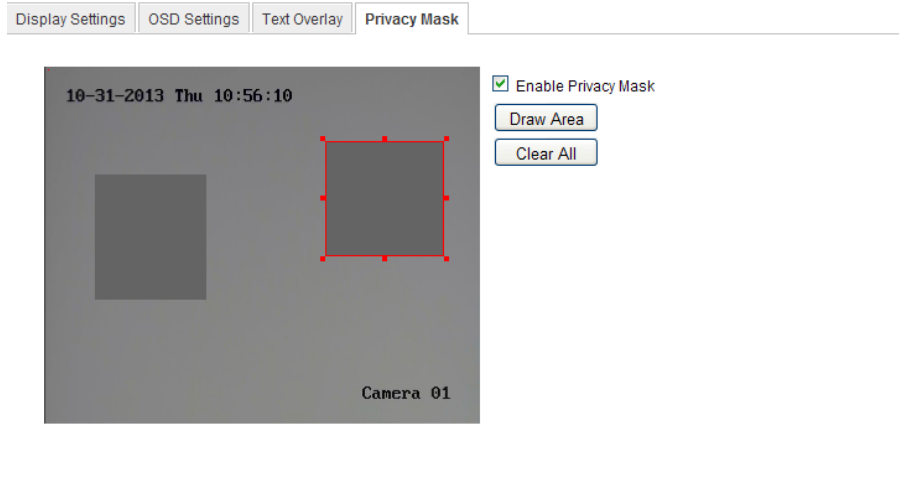 Display Settings OSD Settings Text Overlay Privacy Mask
10-31-2013 Thu 10:56:10
Enable Privacy Mask
Draw Area
Clear All
Camera 01